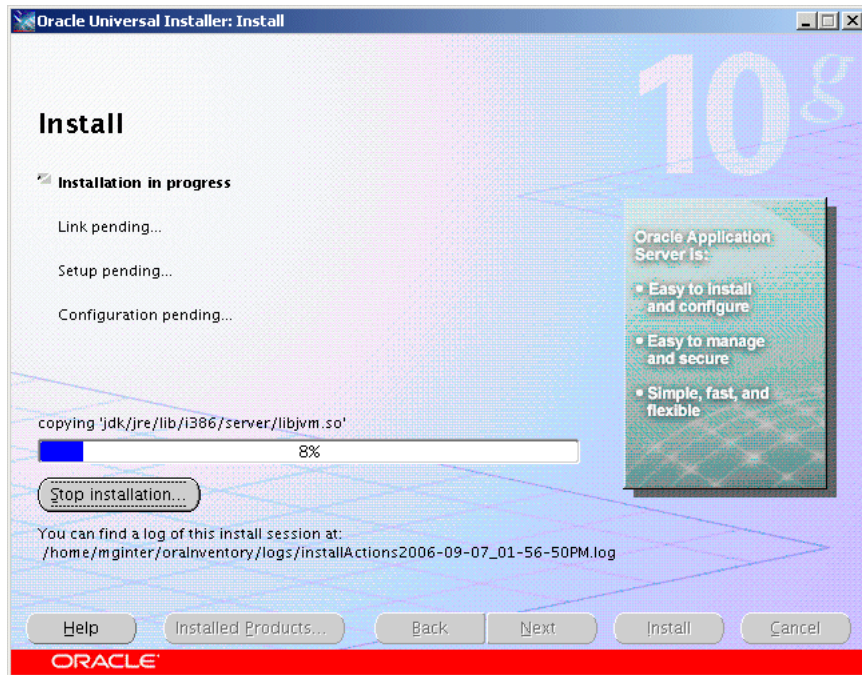 Oracle Universal Installer: Install
10g
Install
Installation in progress
Link pending...
Setup pending...
Configuration pending...
Oracle Application
Server is:
• Easy to install
and configure
• Easy to manage
and secure
• Simple, fast, and
flexible
copying 'jdk/jre/lib/i386/server/libjvm.so'
8%
Stop installation...
You can find a log of this install session at:
/home/mginter/oraInventory/logs/installActions2006-09-07_01-56-50PM.log
Help Installed Products... Back Next Install Cancel
ORACLE